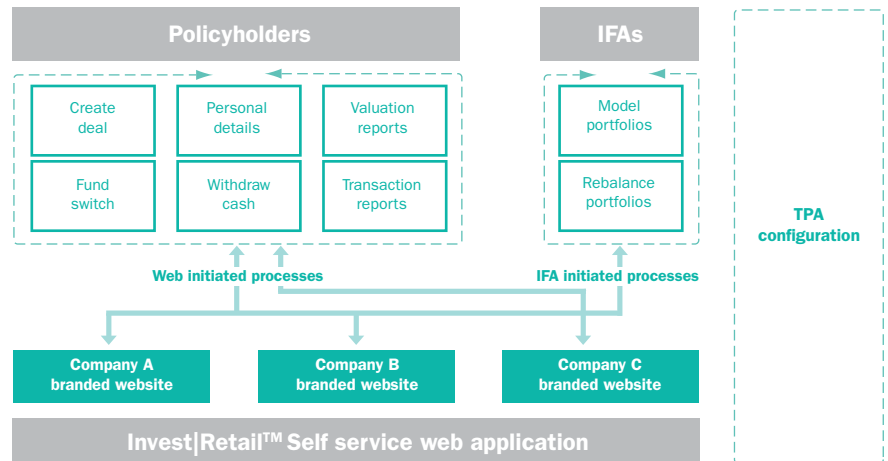 Policyholders
IFAs
Create
deal
Personal
details
Valuation
reports
Model
portfolios
Fund
switch
Withdraw
cash
Transaction
reports
Rebalance
portfolios
TPA
configuration
Web initiated processes
IFA initiated processes
Company A
branded website
Company B
branded website
Company C
branded website
Invest|Retail™ Self service web application